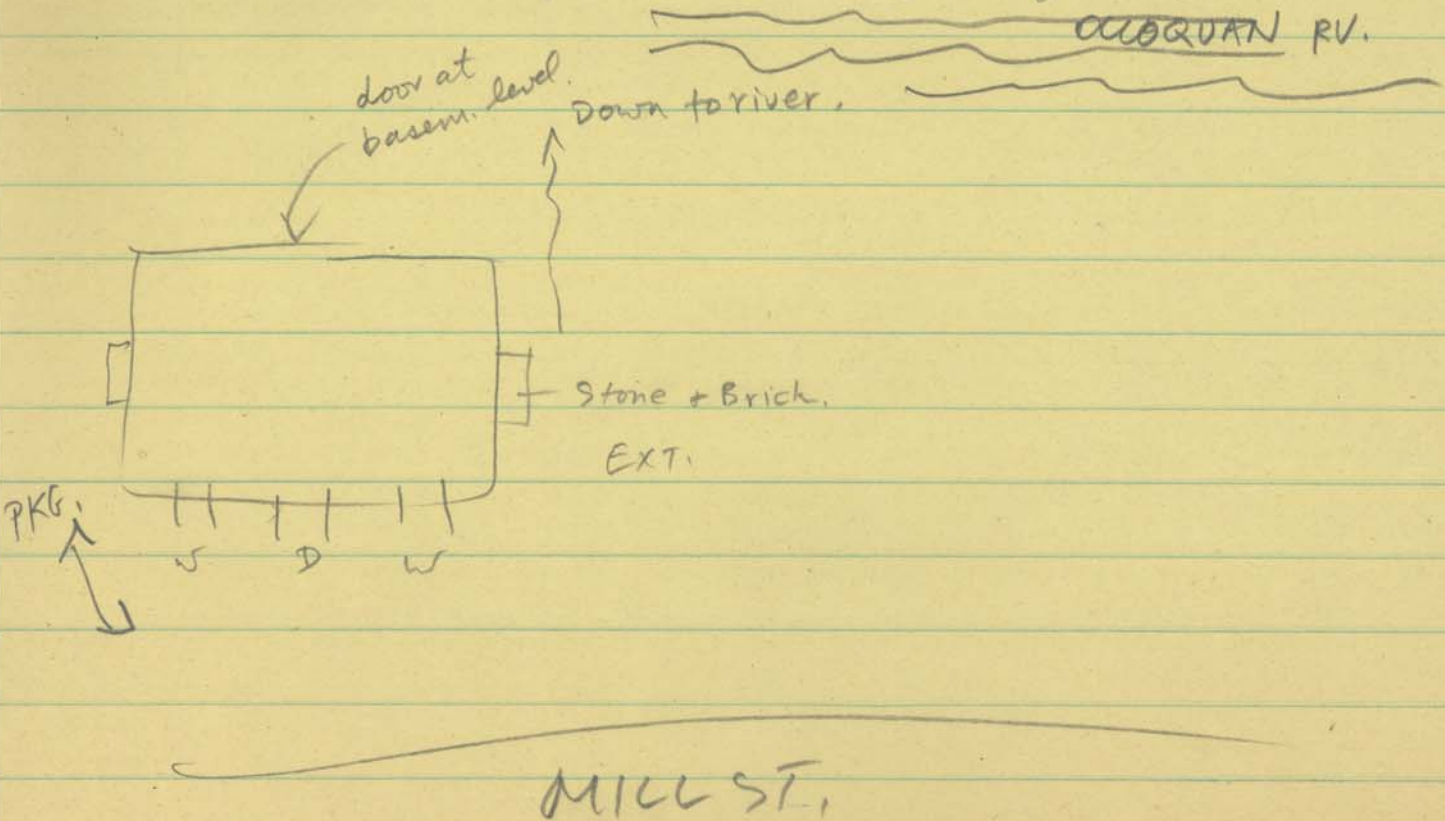 OCCOQUAN RV.
door at
basem. level.
Down to river.
Stone + Brick.
EXT.
PKG.
W D W
MILL ST.